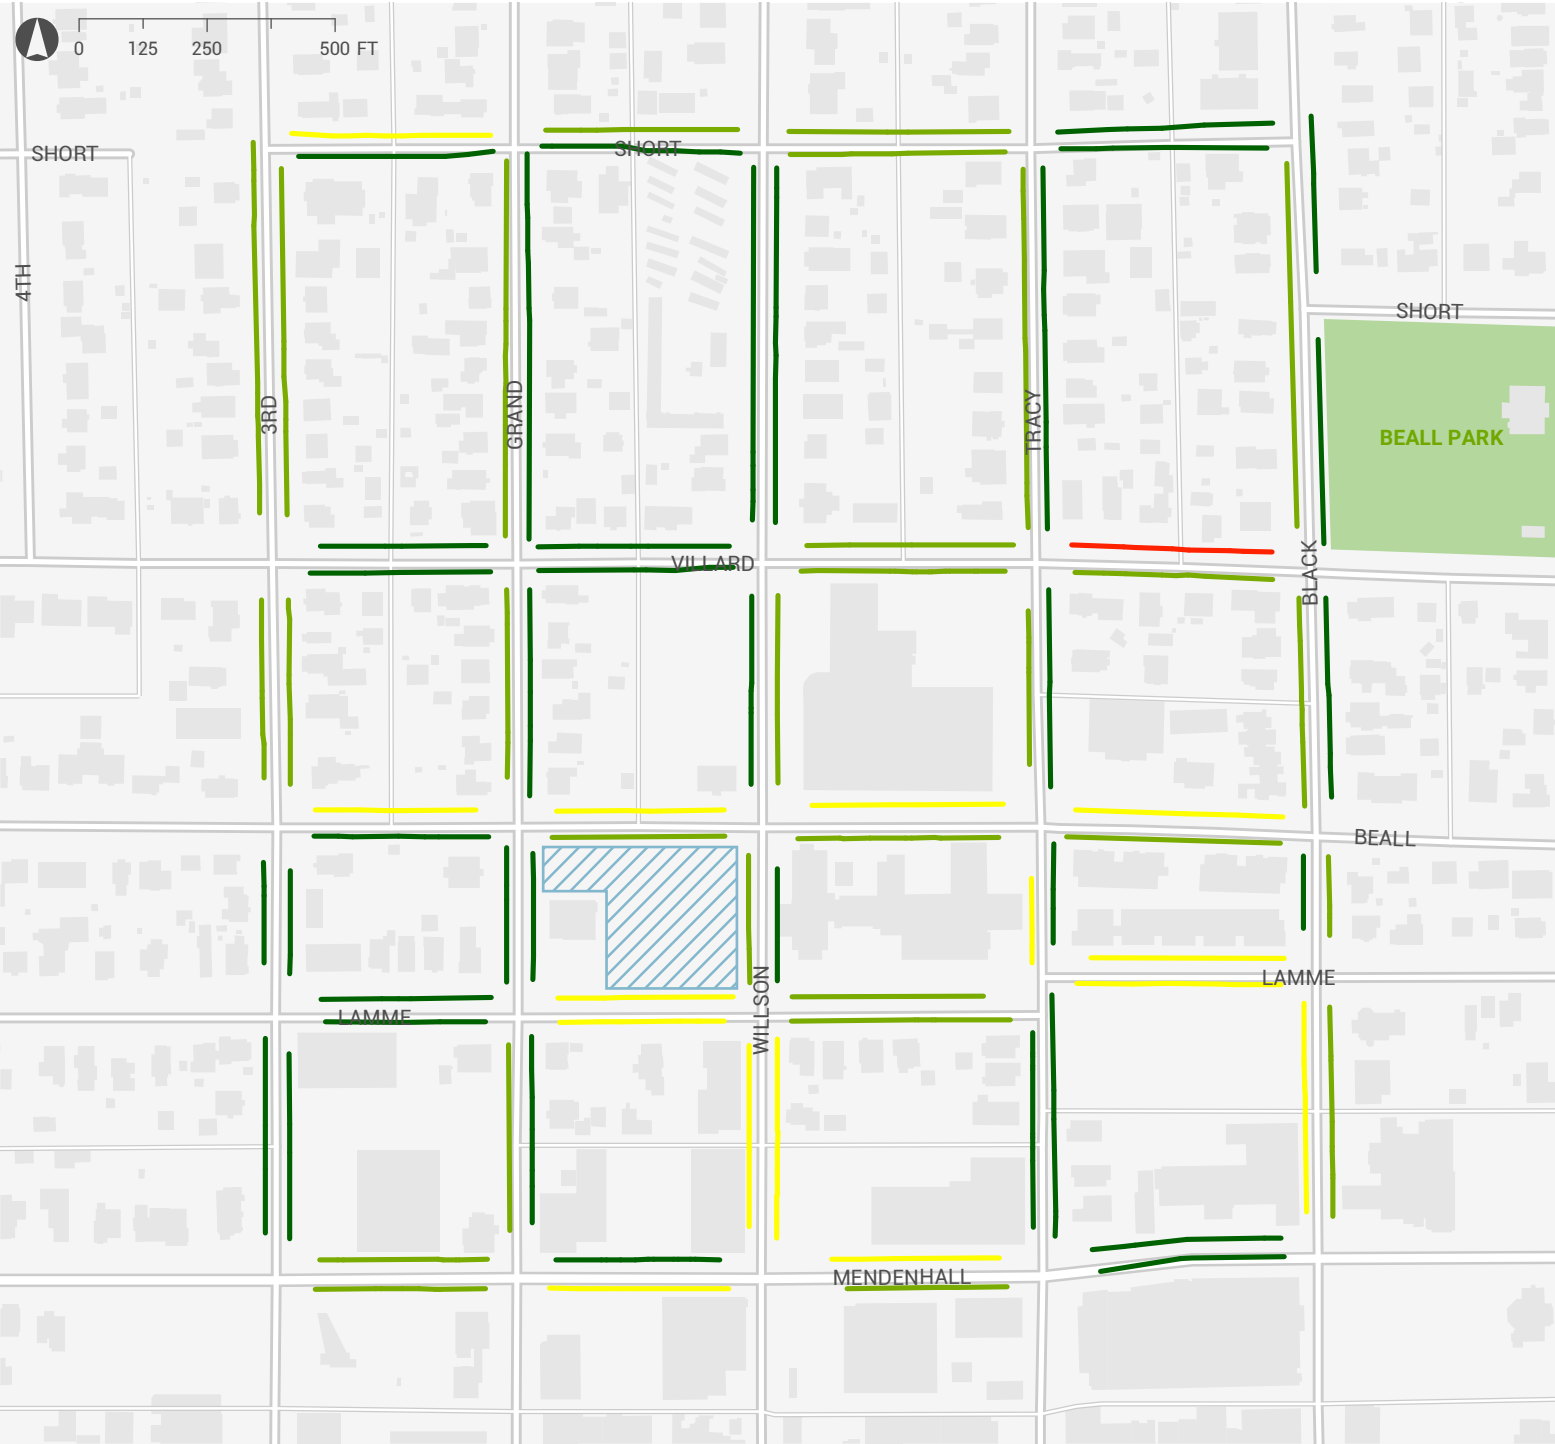 0 125 250 500 FT
SHORT
SHORT
4TH
SHORT
3RD
GRAND
TRACY
BEALL PARK
VILLARD
BLACK
BEALL
LAMME
WILLSON
LAMME
MENDENHALL